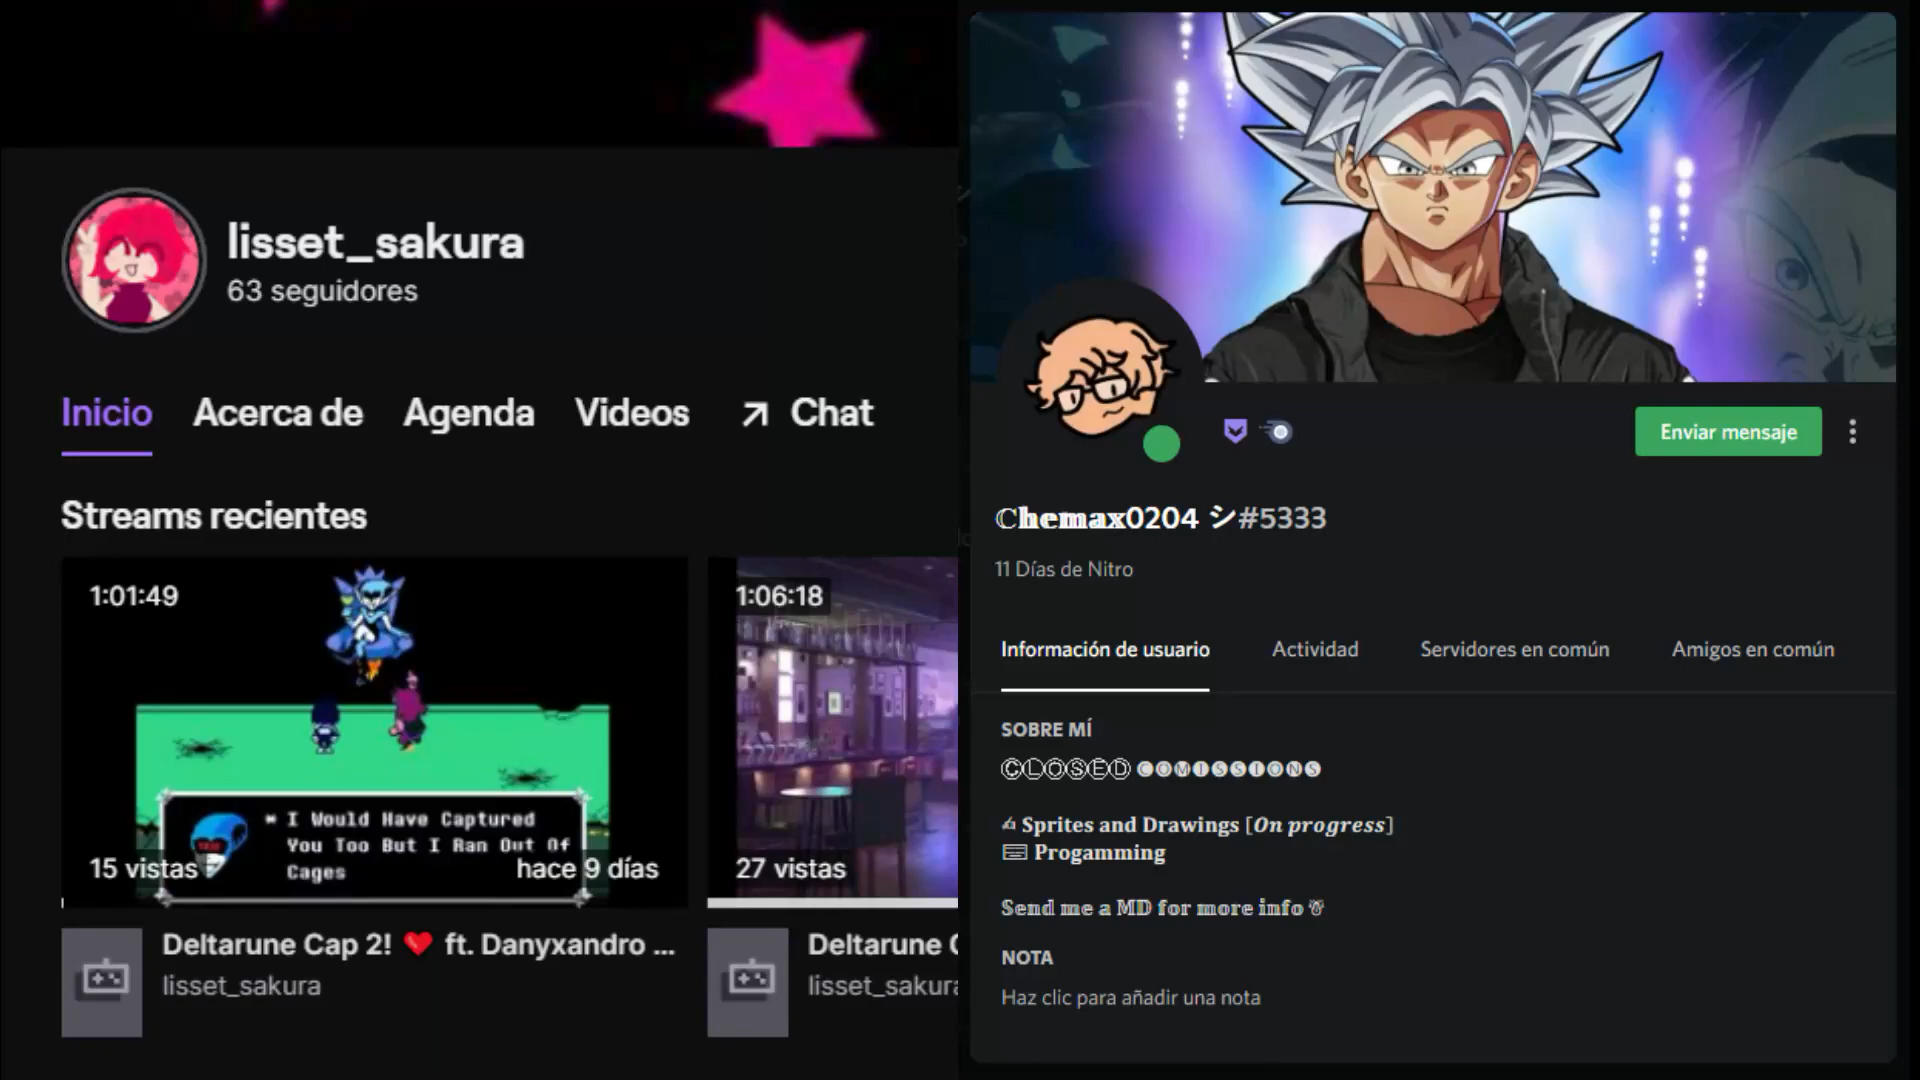 lisset_sakura
63 seguidores
Inicio Acerca de Agenda Videos Chat
Streams recientes
1:01:49
* I Would Have Captured
You Too But I Ran Out Of
Cages
15 vistas
hace 9 días
Deltarune Cap 2! ❤️ ft. Danyxandro ...
lisset_sakura
1:06:18
27 vistas
Deltarune
lisset_sakura
Enviar mensaje
ℂ𝕙𝕖𝕞𝕒𝕩0204 シ#5333
11 Días de Nitro
Información de usuario Actividad Servidores en común Amigos en común
SOBRE MÍ
ⒸⓁⓄⓈⒺⒹ 🅒🅞🅜🅘🅢🅢🅘🅞🅝🅢
✍ 𝐒𝐩𝐫𝐢𝐭𝐞𝐬 𝐚𝐧𝐝 𝐃𝐫𝐚𝐰𝐢𝐧𝐠𝐬 [𝑶𝒏 𝒑𝒓𝒐𝒈𝒓𝒆𝒔𝒔]
⌨ 𝐏𝐫𝐨𝐠𝐚𝐦𝐦𝐢𝐧𝐠
𝕊𝕖𝕟𝕕 𝕞𝕖 𝕒 𝕄𝔻 𝕗𝕠𝕣 𝕞𝕠𝕣𝕖 𝕚𝕟𝕗𝕠
NOTA
Haz clic para añadir una nota